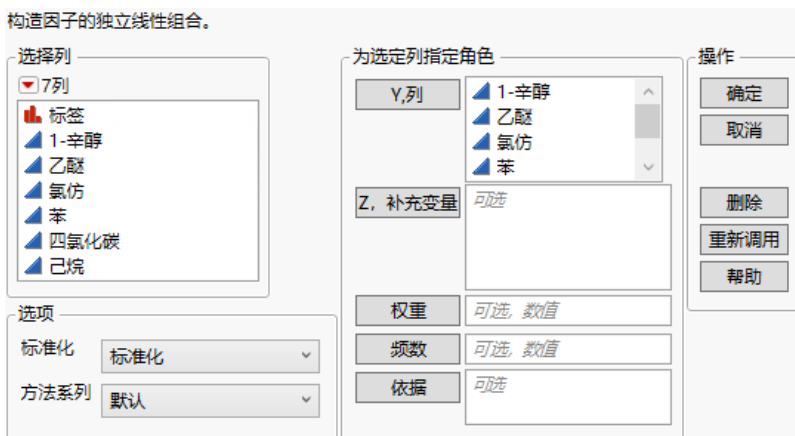 构造因子的独立线性组合。
选择列
7列
标签
1-辛醇
乙醚
氯仿
苯
四氯化碳
己烷
选项
标准化
标准化
方法系列
默认
为选定列指定角色
Y,列
1-辛醇
乙醚
氯仿
苯
Z，补充变量
可选
权重
可选, 数值
频数
可选, 数值
依据
可选
操作
确定
取消
删除
重新调用
帮助